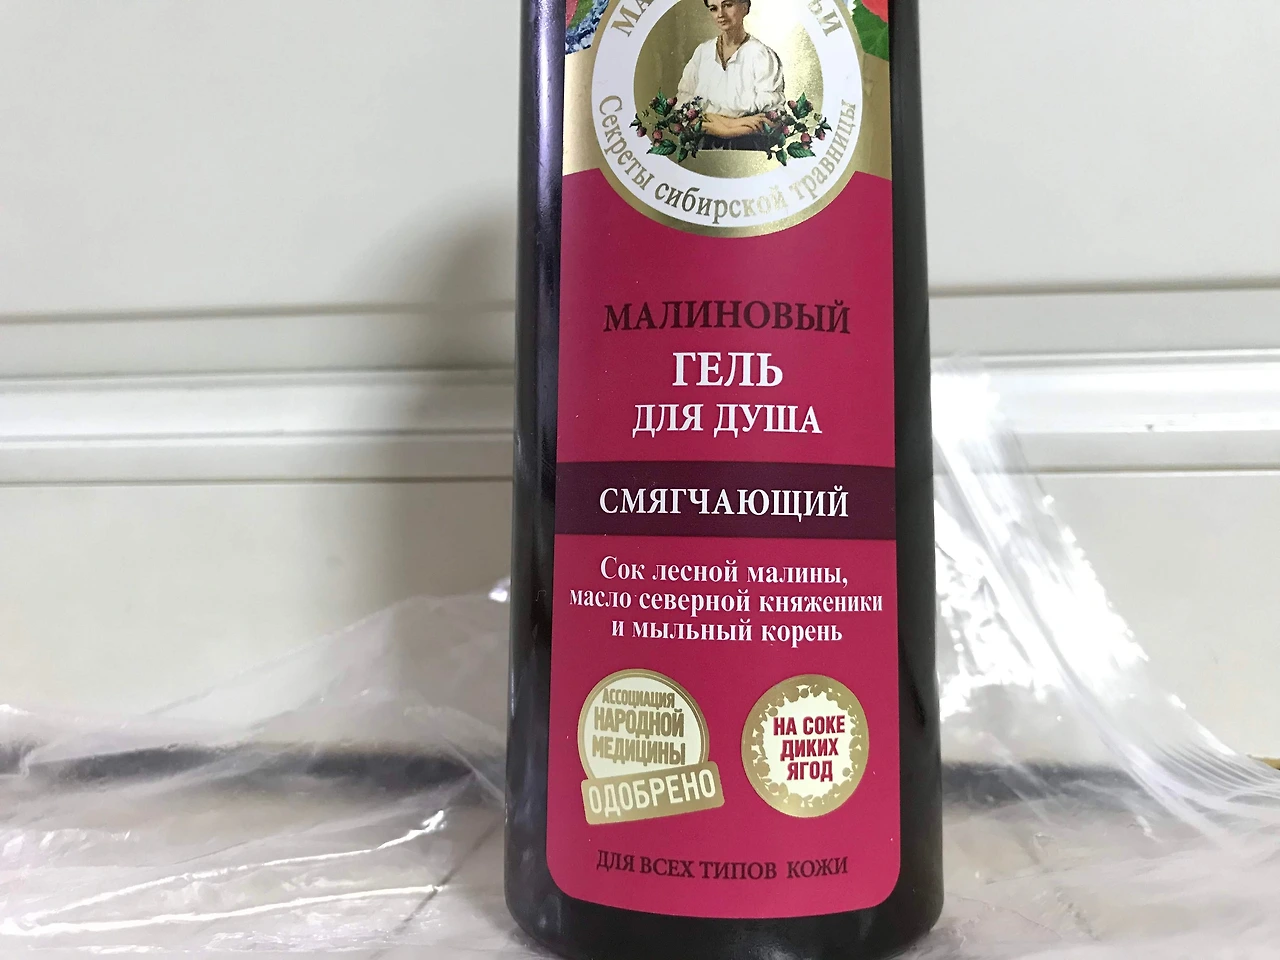 Секреты сибирской травницы
МАЛИНОВЫЙ
ГЕЛЬ
ДЛЯ ДУША
СМЯГЧАЮЩИЙ
Сок лесной малины,
масло северной княженики
и мыльный корень
АССОЦИАЦИЯ
НАРОДНОЙ
МЕДИЦИНЫ
ОДОБРЕНО
НА СОКЕ
ДИКИХ
ЯГОД
ДЛЯ ВСЕХ ТИПОВ КОЖИ